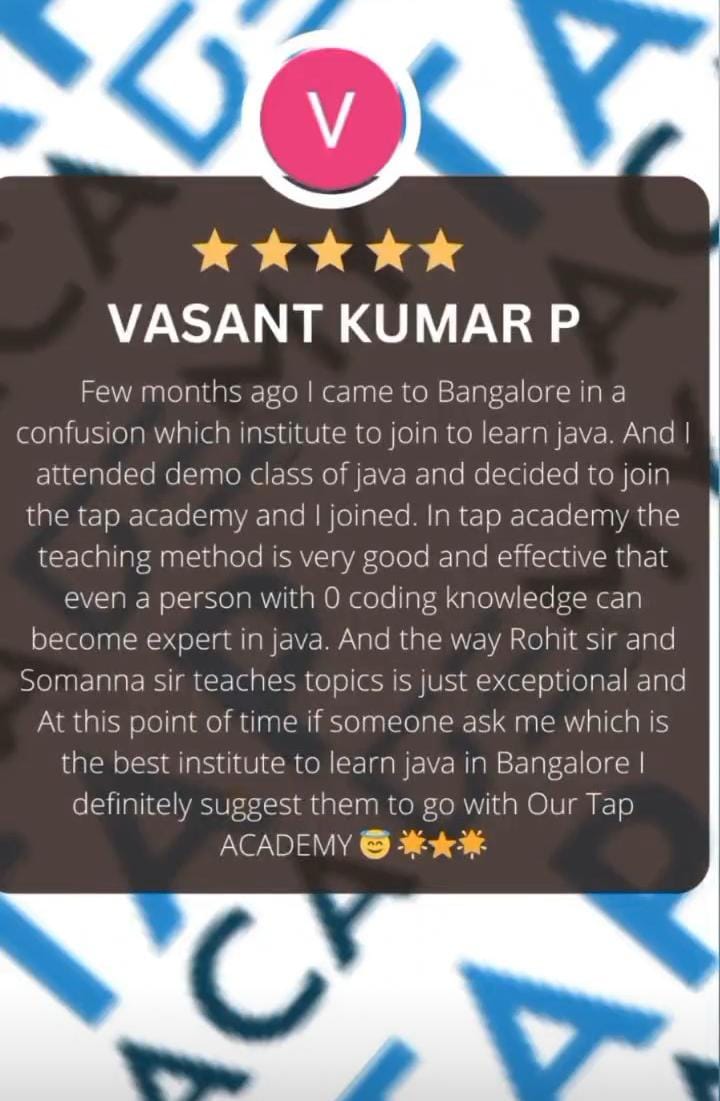 V
VASANT KUMAR P
Few months ago I came to Bangalore in a
confusion which institute to join to learn java. And I
attended demo class of java and decided to join
the tap academy and I joined. In tap academy the
teaching method is very good and effective that
even a person with 0 coding knowledge can
become expert in java. And the way Rohit sir and
Somanna sir teaches topics is just exceptional and
At this point of time if someone ask me which is
the best institute to learn java in Bangalore I
definitely suggest them to go with Our Tap
ACADEMY 😇 🌟⭐🌟